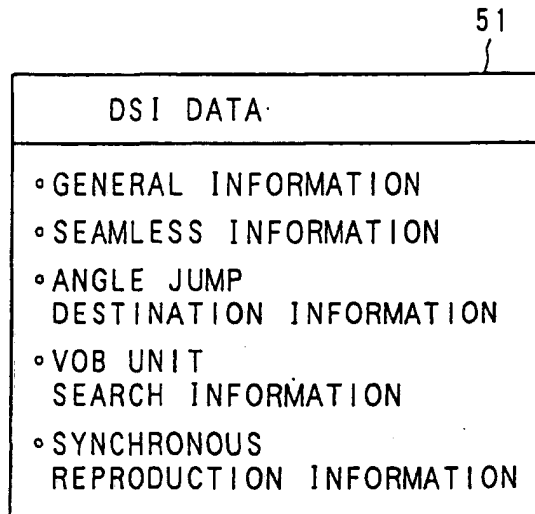 51
DSI DATA
∘GENERAL INFORMATION
∘SEAMLESS INFORMATION
∘ANGLE JUMP
DESTINATION INFORMATION
∘VOB UNIT
SEARCH INFORMATION
∘SYNCHRONOUS
REPRODUCTION INFORMATION